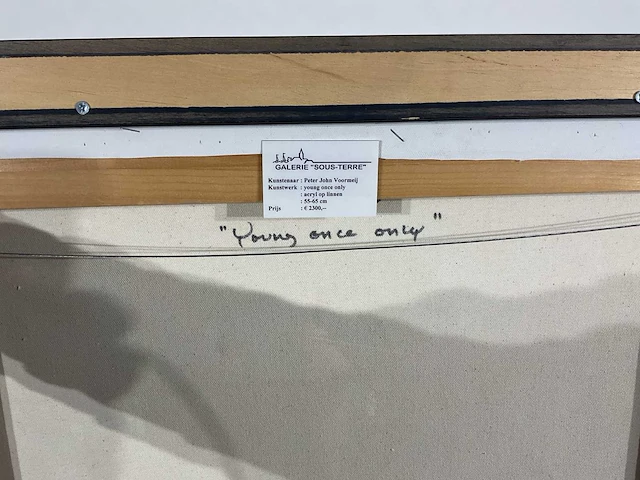 GALERIE "SOUS-TERRE"
Kunstenaar : Peter John Voormeij
Kunstwerk : young once only
: acryl op linnen
: 55-65 cm
Prijs : € 2300,--
"Young once only"